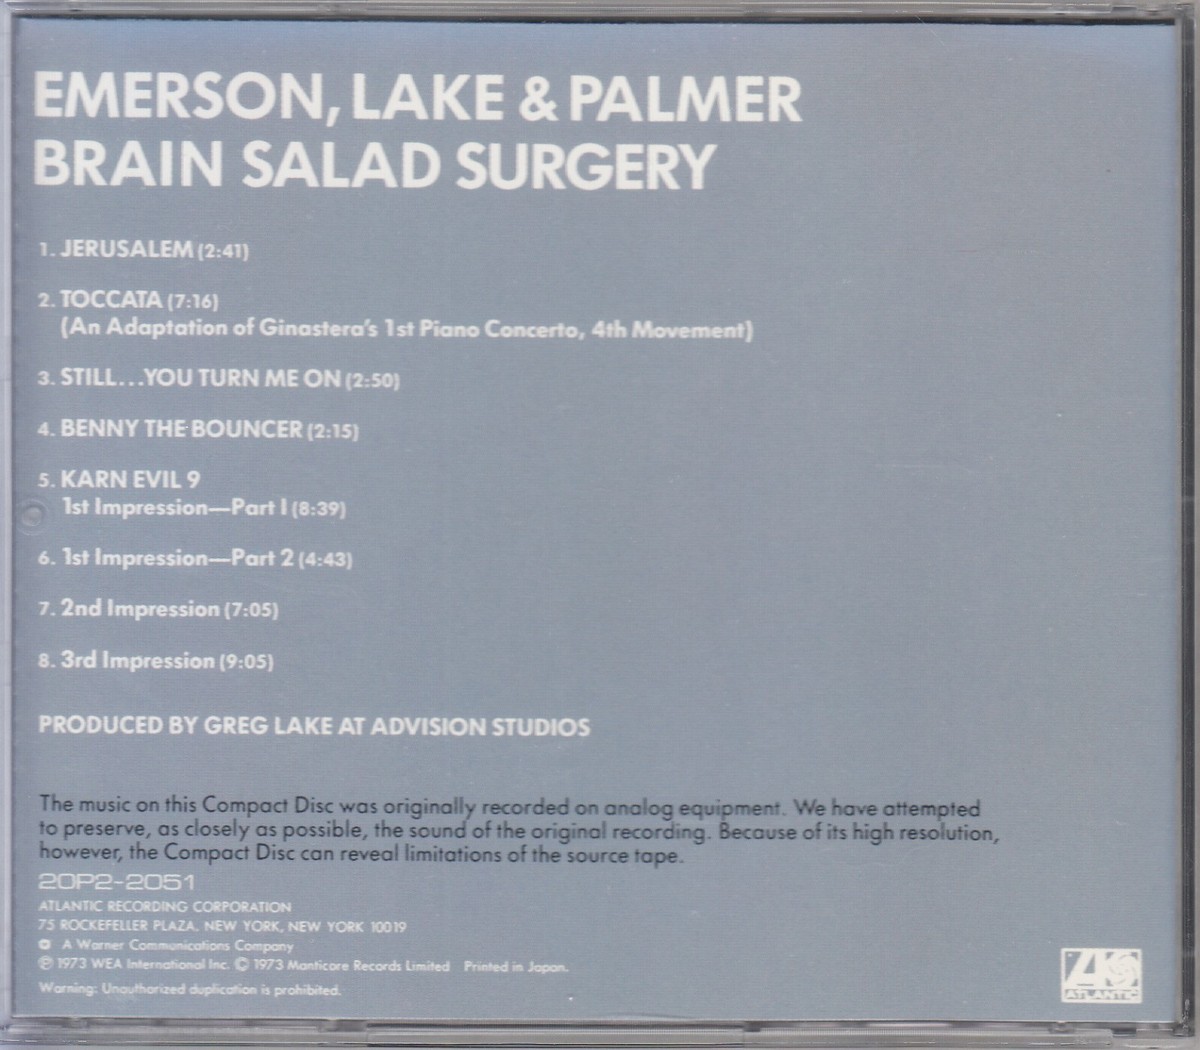 EMERSON, LAKE & PALMER
BRAIN SALAD SURGERY
1. JERUSALEM (2:41)
2. TOCCATA (7:16)
(An Adaptation of Ginastera's 1st Piano Concerto, 4th Movement)
3. STILL...YOU TURN ME ON (2:50)
4. BENNY THE BOUNCER (2:15)
5. KARN EVIL 9
1st Impression—Part I (8:39)
6. 1st Impression—Part 2 (4:43)
7. 2nd Impression (7:05)
8. 3rd Impression (9:05)
PRODUCED BY GREG LAKE AT ADVISION STUDIOS
The music on this Compact Disc was originally recorded on analog equipment. We have attempted
to preserve, as closely as possible, the sound of the original recording. Because of its high resolution,
however, the Compact Disc can reveal limitations of the source tape.
20P2-2051
ATLANTIC RECORDING CORPORATION
75 ROCKEFELLER PLAZA. NEW YORK, NEW YORK 10019
A Warner Communications Company
℗ 1973 WEA International Inc. © 1973 Manticore Records Limited Printed in Japan.
Warning: Unauthorized duplication is prohibited.
ATLANTIC